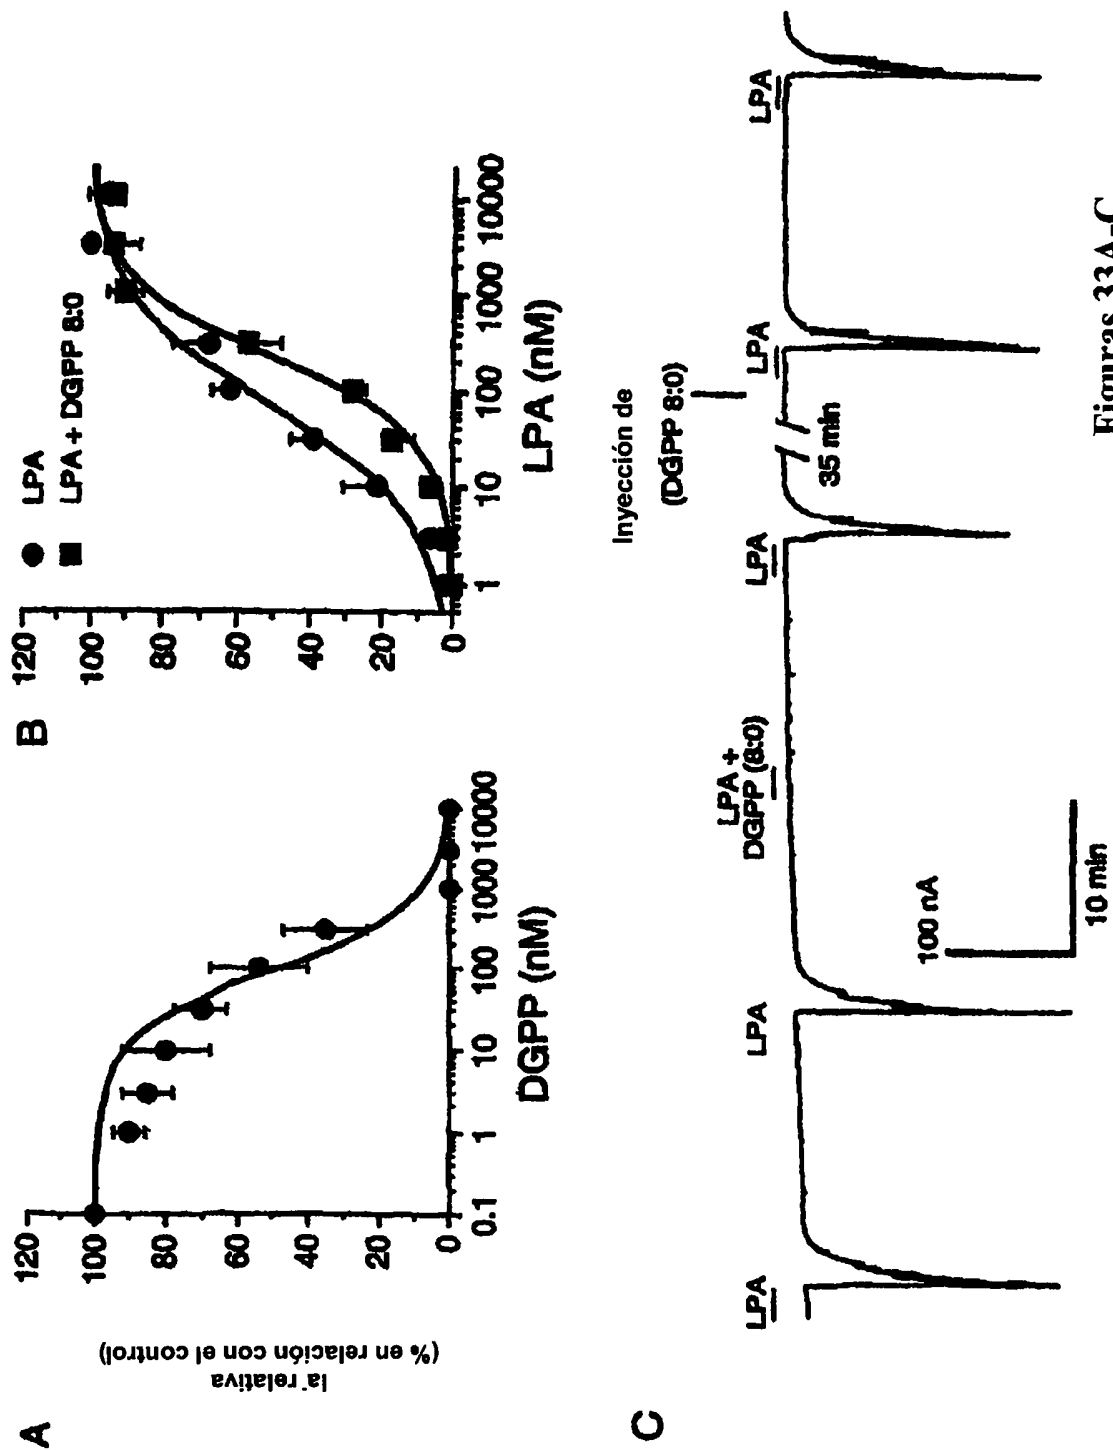 A
la⁻relativa
(% en relación con el control)
120
100
80
60
40
20
0
0.1
1
10
100
1000
10000
DGPP (nM)
B
● LPA
■ LPA + DGPP 8:0
120
100
80
60
40
20
0
1
10
100
1000
10000
LPA (nM)
C
LPA
LPA
LPA +
DGPP (8:0)
LPA
Inyección de
(DGPP 8:0)
LPA
LPA
35 min
100 nA
10 min
Figuras 33A-C